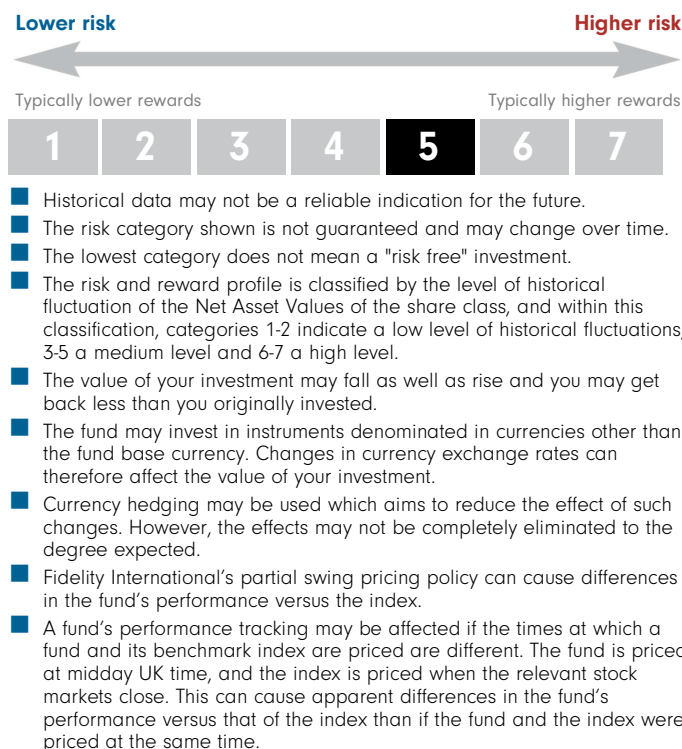 Lower risk Higher risk
Typically lower rewards Typically higher rewards
1 2 3 4 5 6 7
Historical data may not be a reliable indication for the future.
The risk category shown is not guaranteed and may change over time.
The lowest category does not mean a "risk free" investment.
The risk and reward profile is classified by the level of historical
fluctuation of the Net Asset Values of the share class, and within this
classification, categories 1-2 indicate a low level of historical fluctuations,
3-5 a medium level and 6-7 a high level.
The value of your investment may fall as well as rise and you may get
back less than you originally invested.
The fund may invest in instruments denominated in currencies other than
the fund base currency. Changes in currency exchange rates can
therefore affect the value of your investment.
Currency hedging may be used which aims to reduce the effect of such
changes. However, the effects may not be completely eliminated to the
degree expected.
Fidelity International's partial swing pricing policy can cause differences
in the fund's performance versus the index.
A fund's performance tracking may be affected if the times at which a
fund and its benchmark index are priced are different. The fund is priced
at midday UK time, and the index is priced when the relevant stock
markets close. This can cause apparent differences in the fund's
performance versus that of the index than if the fund and the index were
priced at the same time.